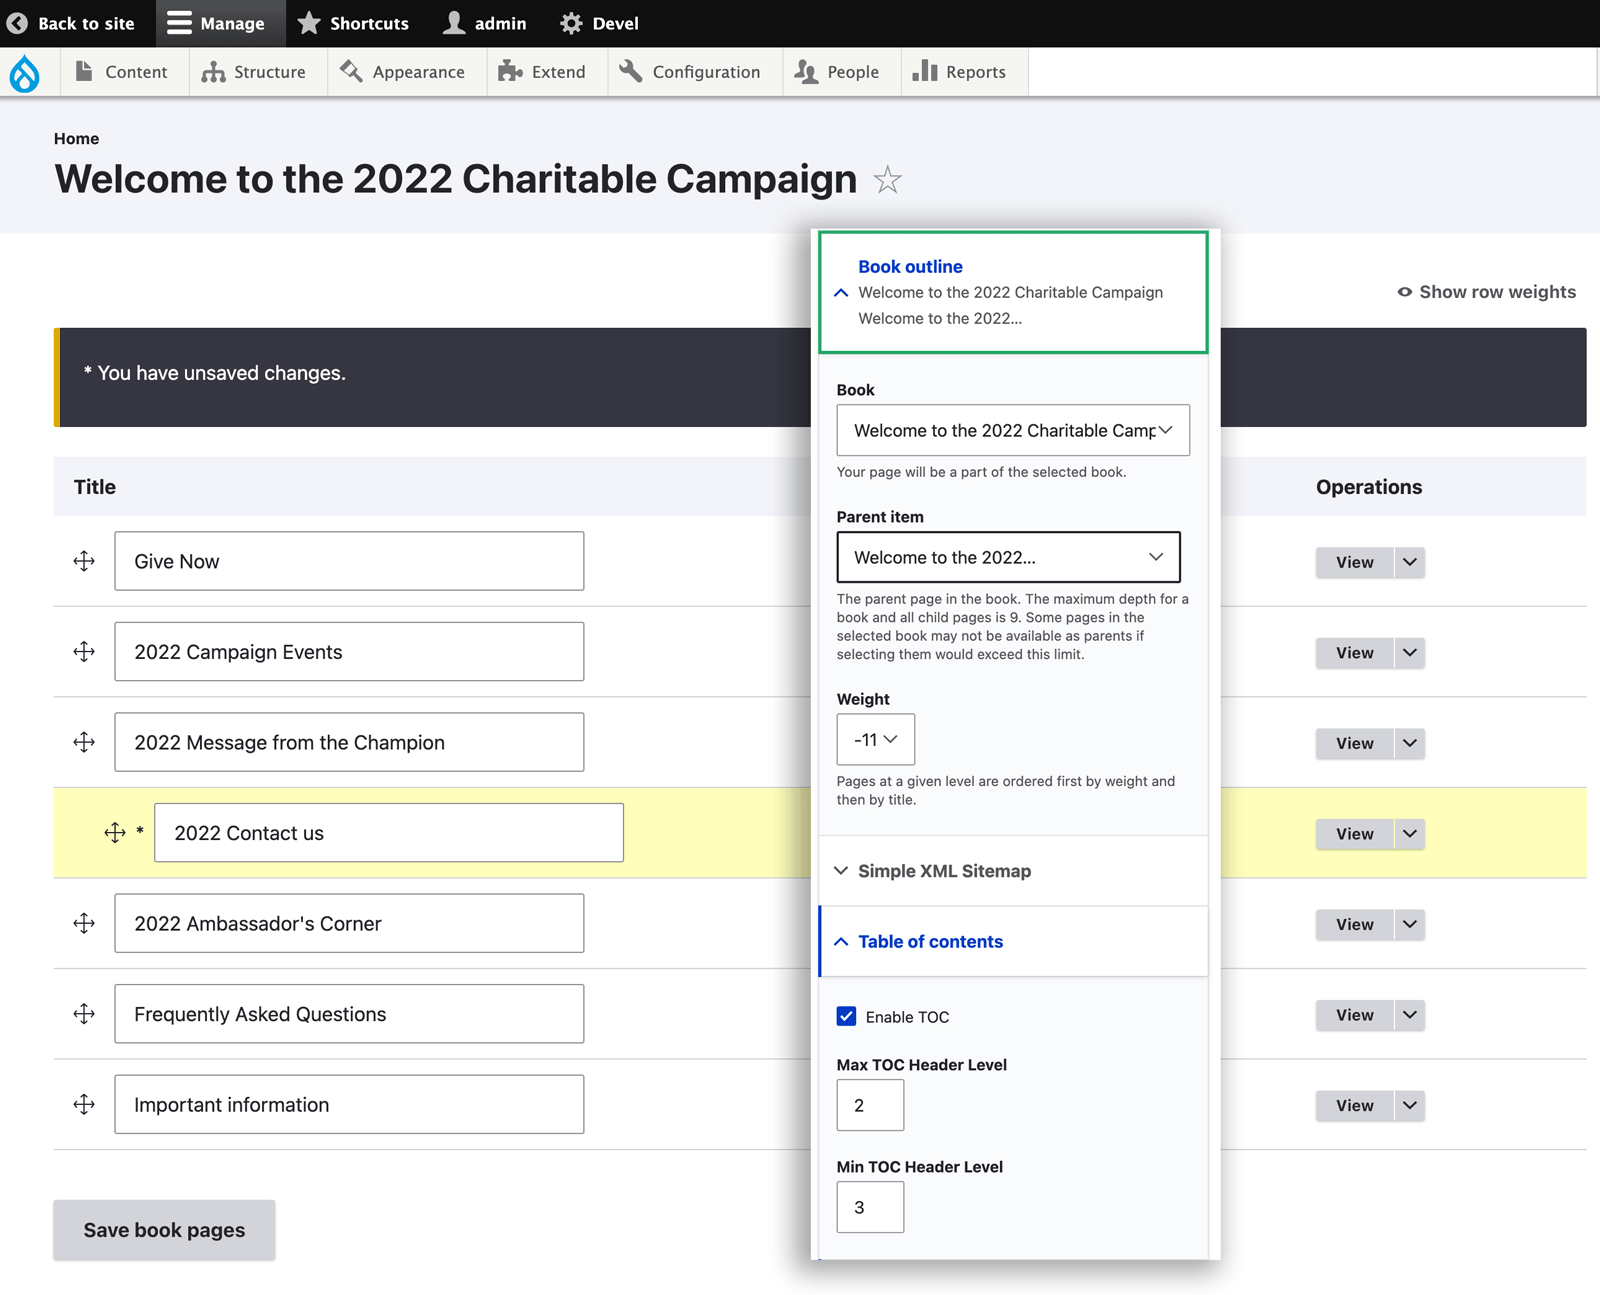 Back to site
Manage
Shortcuts
admin
Devel
Content
Structure
Appearance
Extend
Configuration
People
Reports
Home
Welcome to the 2022 Charitable Campaign
Show row weights
* You have unsaved changes.
Title
Operations
Give Now
View
2022 Campaign Events
View
2022 Message from the Champion
View
* 2022 Contact us
View
2022 Ambassador's Corner
View
Frequently Asked Questions
View
Important information
View
Save book pages
Book outline
Welcome to the 2022 Charitable Campaign
Welcome to the 2022...
Book
Welcome to the 2022 Charitable Camp
Your page will be a part of the selected book.
Parent item
Welcome to the 2022...
The parent page in the book. The maximum depth for a
book and all child pages is 9. Some pages in the
selected book may not be available as parents if
selecting them would exceed this limit.
Weight
-11
Pages at a given level are ordered first by weight and
then by title.
Simple XML Sitemap
Table of contents
Enable TOC
Max TOC Header Level
2
Min TOC Header Level
3